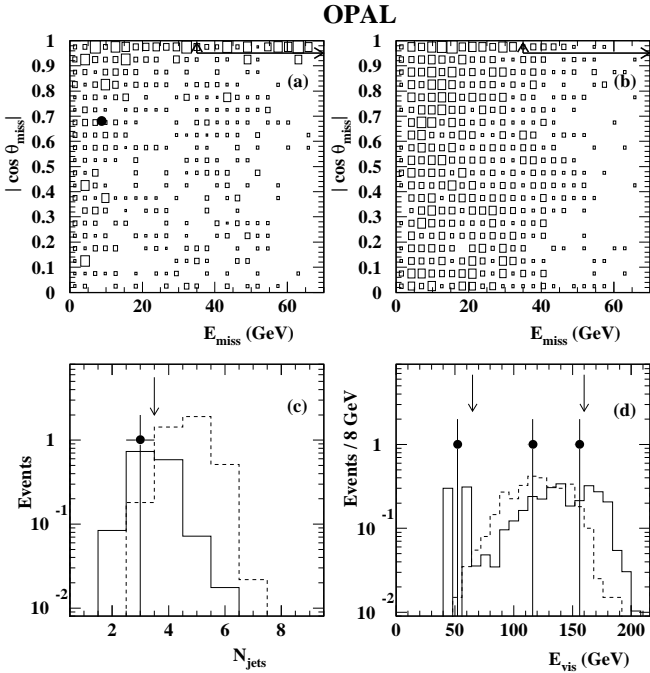 OPAL
| cos θmiss|
1
0.9
0.8
0.7
0.6
0.5
0.4
0.3
0.2
0.1
0
(a)
0 20 40 60
Emiss (GeV)
| cos θmiss|
1
0.9
0.8
0.7
0.6
0.5
0.4
0.3
0.2
0.1
0
(b)
0 20 40 60
Emiss (GeV)
Events
1
10 -1
10 -2
(c)
2 4 6 8
Njets
Events / 8 GeV
1
10 -1
10 -2
(d)
0 50 100 150 200
Evis (GeV)